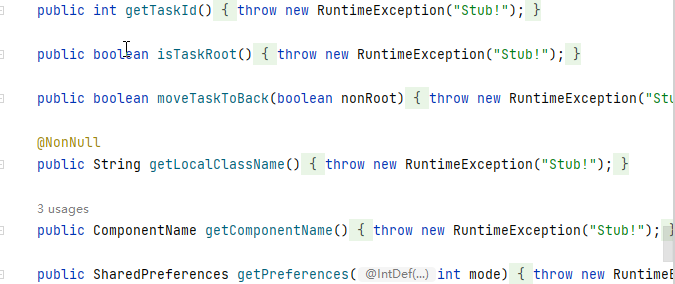 public int getTaskId() { throw new RuntimeException("Stub!"); }
public boolean isTaskRoot() { throw new RuntimeException("Stub!"); }
public boolean moveTaskToBack(boolean nonRoot) { throw new RuntimeException("Stu
@NonNull
public String getLocalClassName() { throw new RuntimeException("Stub!"); }
3 usages
public ComponentName getComponentName() { throw new RuntimeException("Stub!"); }
public SharedPreferences getPreferences( @IntDef(...) int mode) { throw new RuntimeE